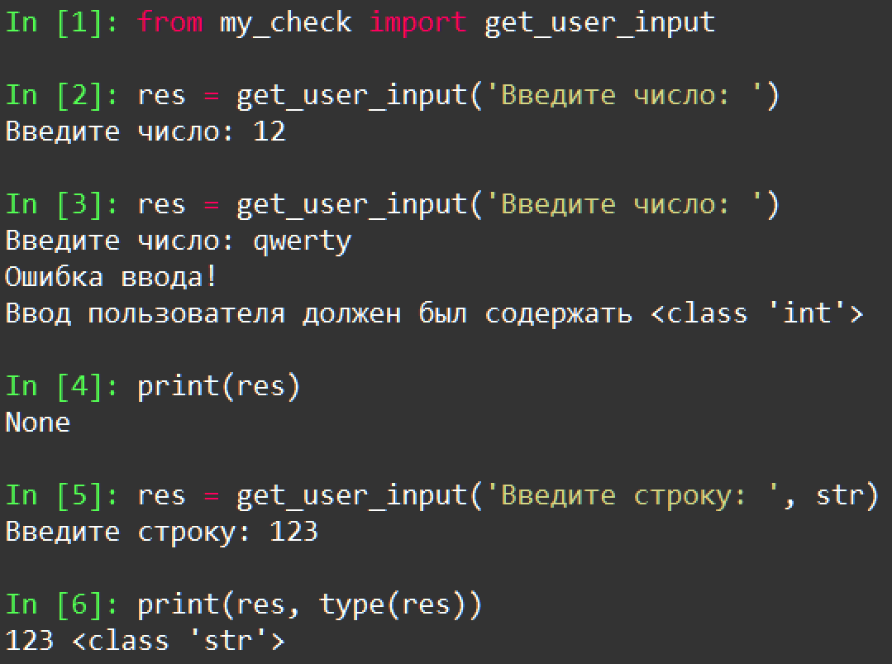 In [1]: from my_check import get_user_input
In [2]: res = get_user_input('Введите число: ')
Введите число: 12
In [3]: res = get_user_input('Введите число: ')
Введите число: qwerty
Ошибка ввода!
Ввод пользователя должен был содержать <class 'int'>
In [4]: print(res)
None
In [5]: res = get_user_input('Введите строку: ', str)
Введите строку: 123
In [6]: print(res, type(res))
123 <class 'str'>